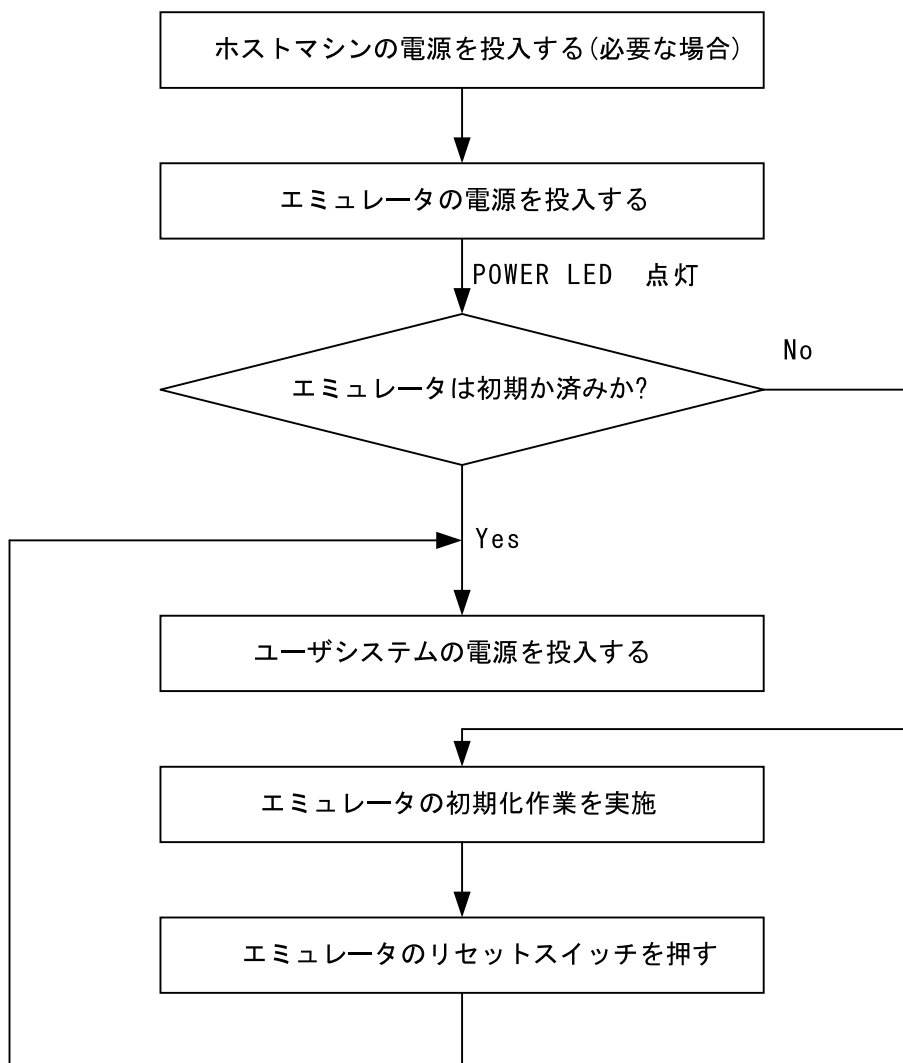 ホストマシンの電源を投入する(必要な場合)
エミュレータの電源を投入する
POWER LED 点灯
エミュレータは初期か済みか?
No
Yes
ユーザシステムの電源を投入する
エミュレータの初期化作業を実施
エミュレータのリセットスイッチを押す